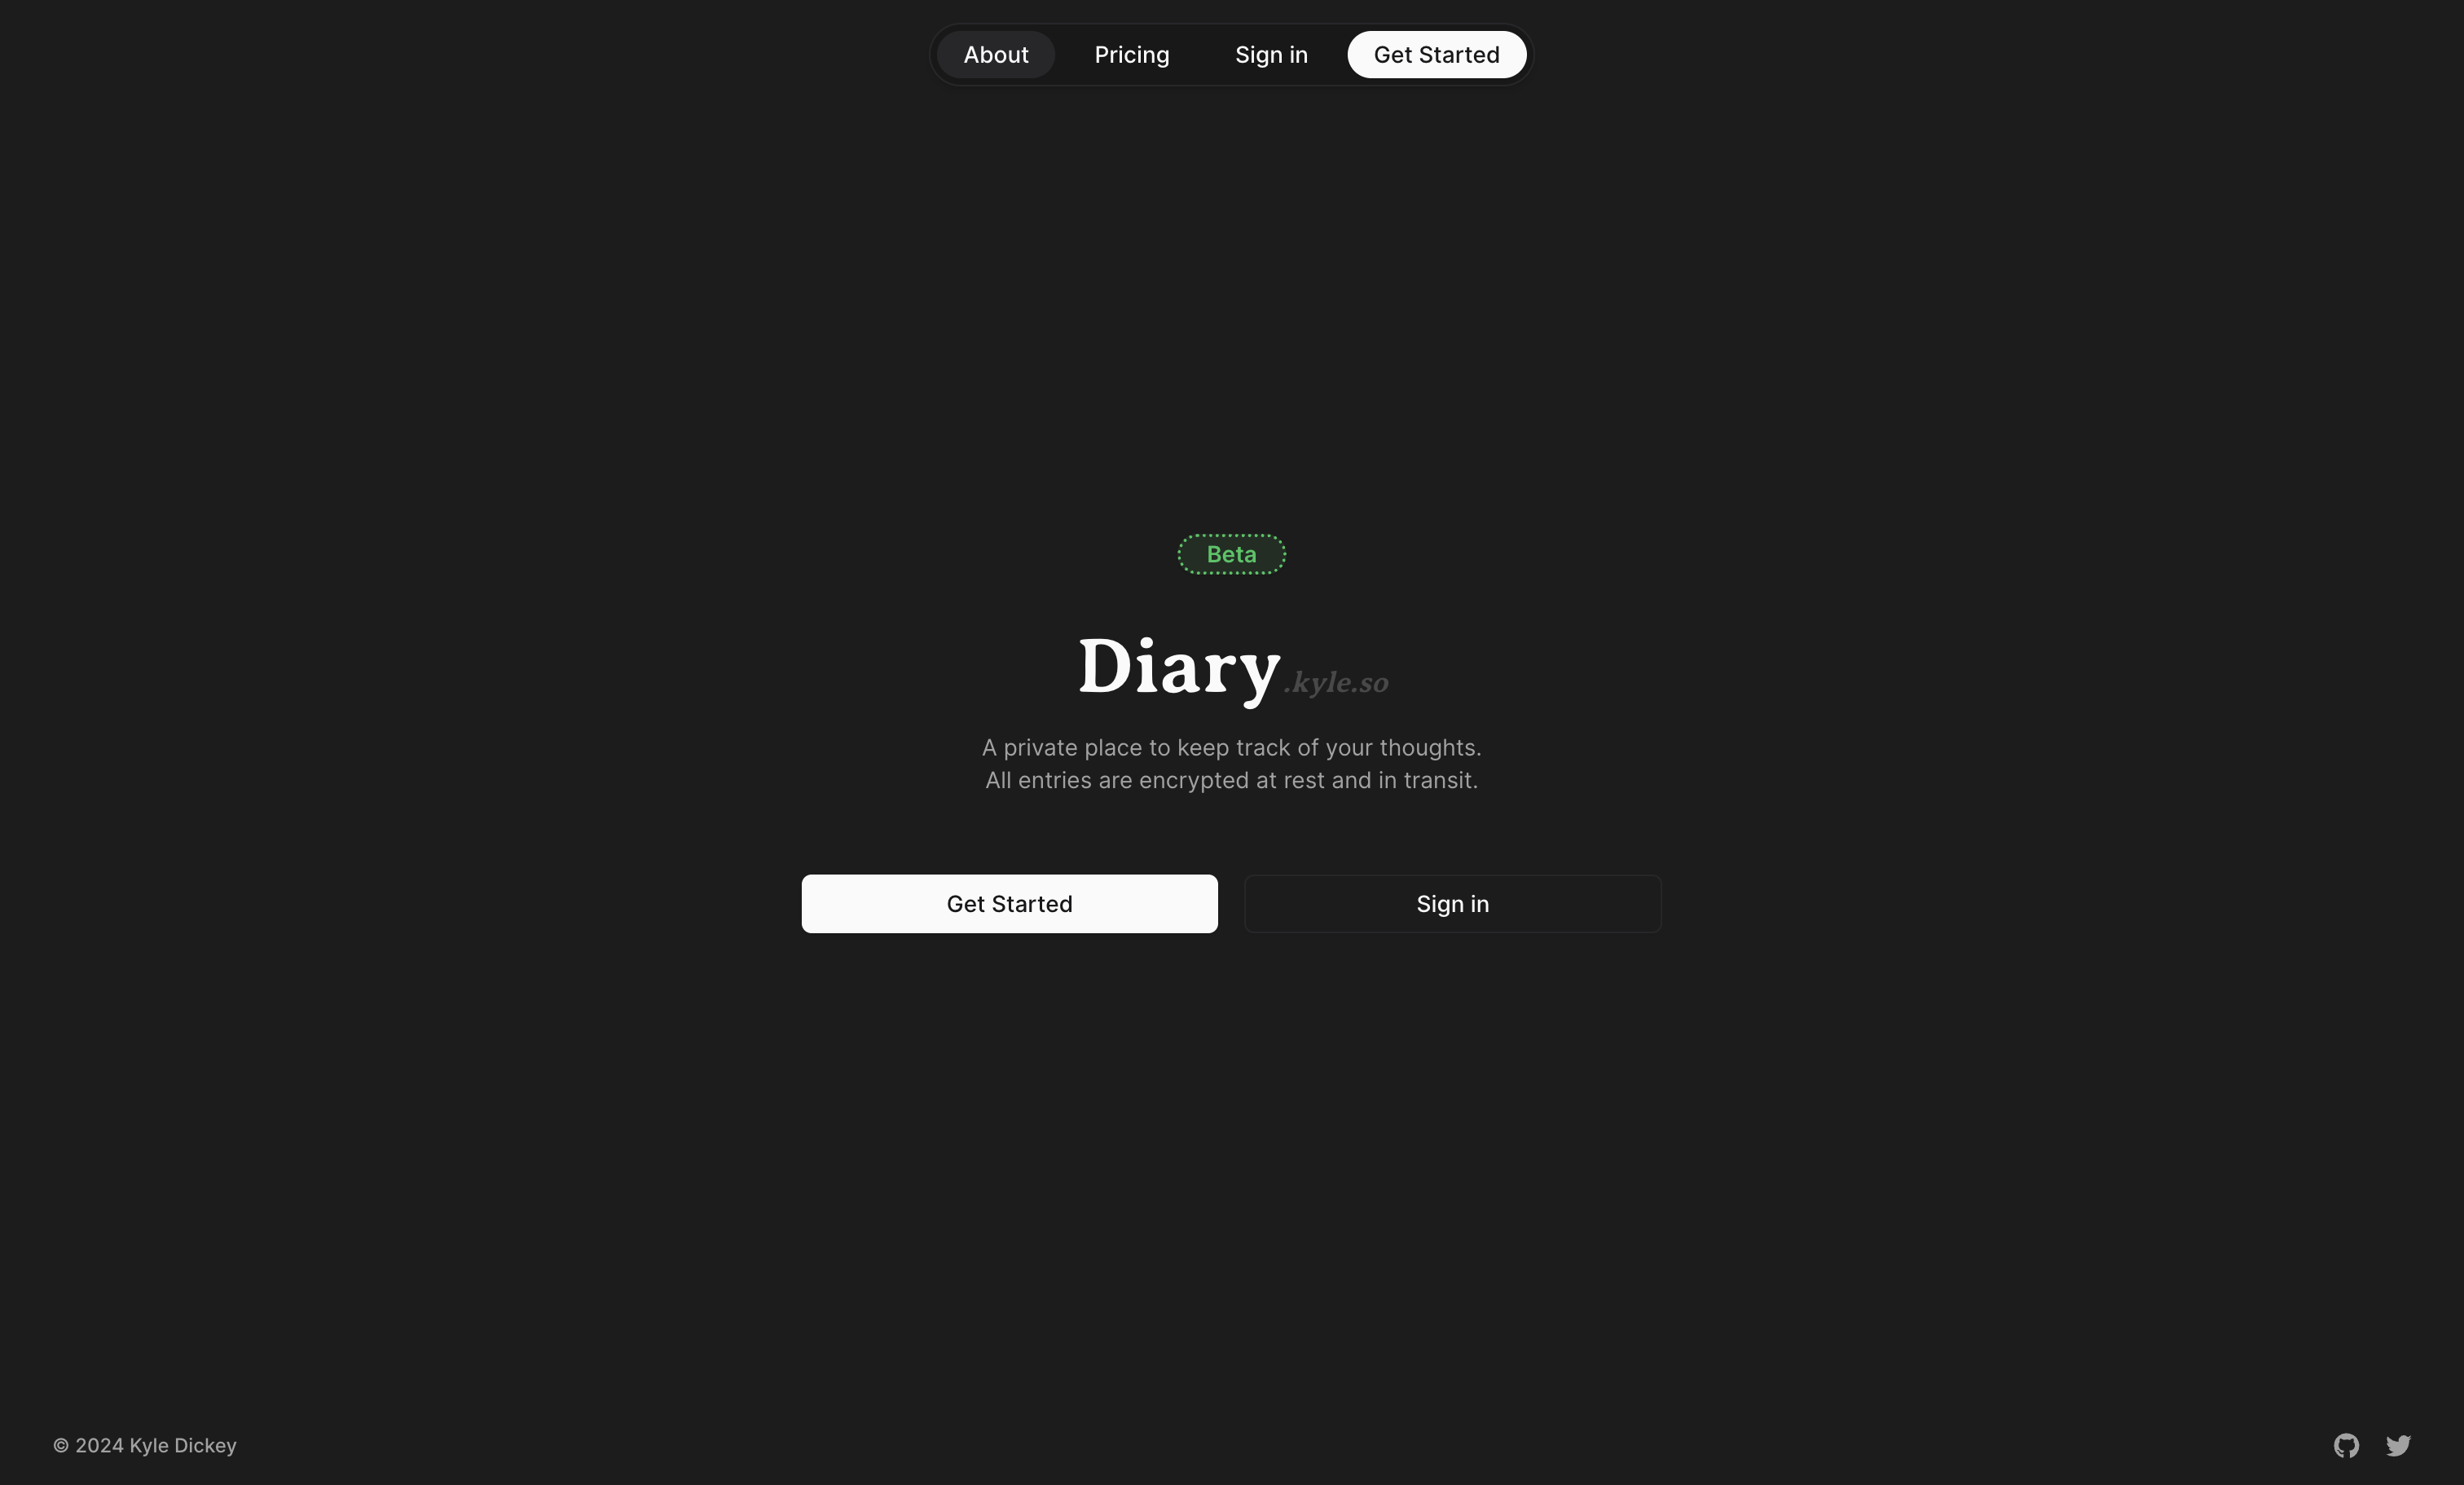 About Pricing Sign in Get Started
Beta
Diary.kyle.so
A private place to keep track of your thoughts.
All entries are encrypted at rest and in transit.
Get Started Sign in
© 2024 Kyle Dickey